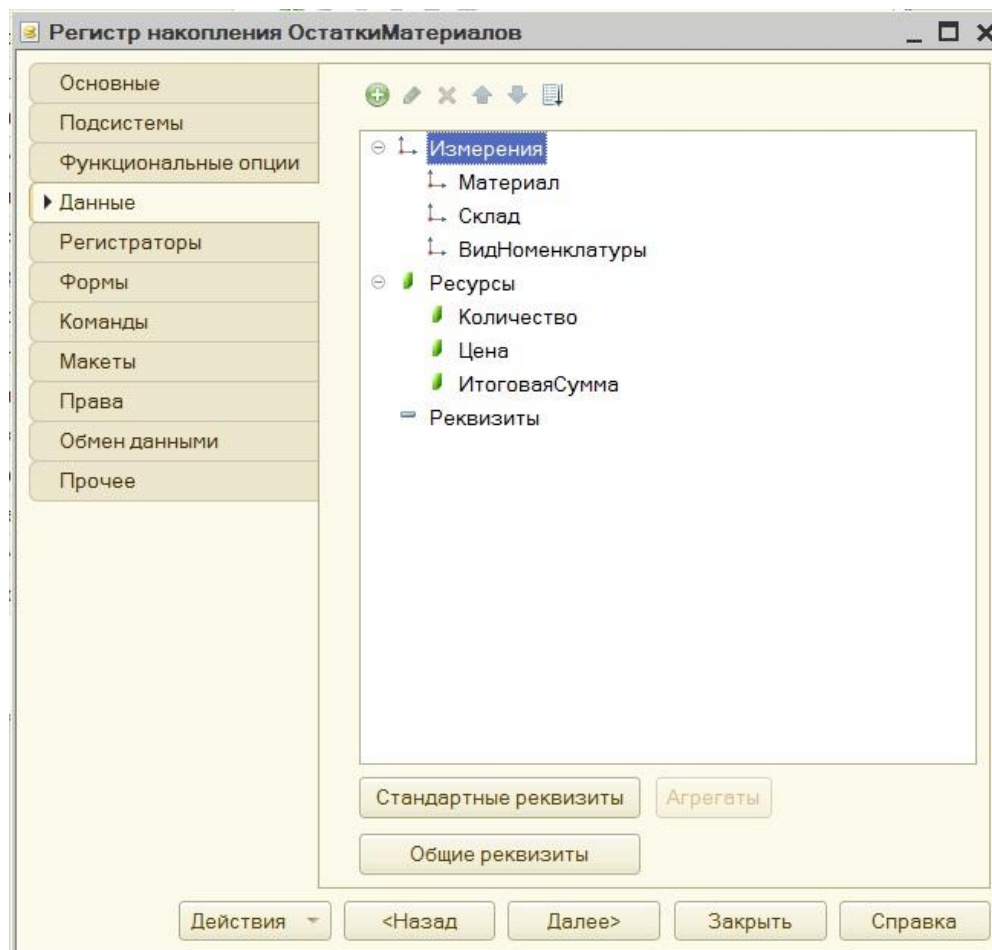 Регистр накопления ОстаткиМатериалов
Основные
Подсистемы
Функциональные опции
Данные
Регистраторы
Формы
Команды
Макеты
Права
Обмен данными
Прочее
Измерения
Материал
Склад
ВидНоменклатуры
Ресурсы
Количество
Цена
ИтоговаяСумма
Реквизиты
Стандартные реквизиты
Агрегаты
Общие реквизиты
Действия
<Назад
Далее>
Закрыть
Справка